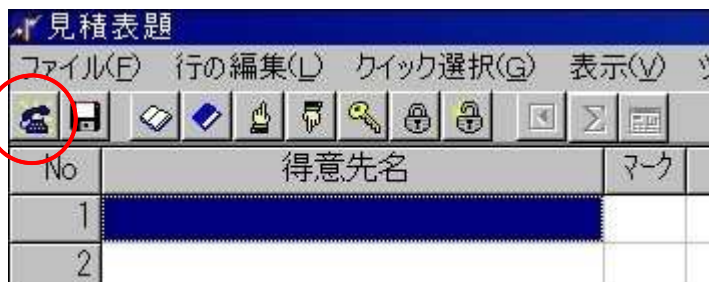 見積表題
ファイル(F) 行の編集(L) クイック選択(G) 表示(V) ツ
No 得意先名 マーク
1
2